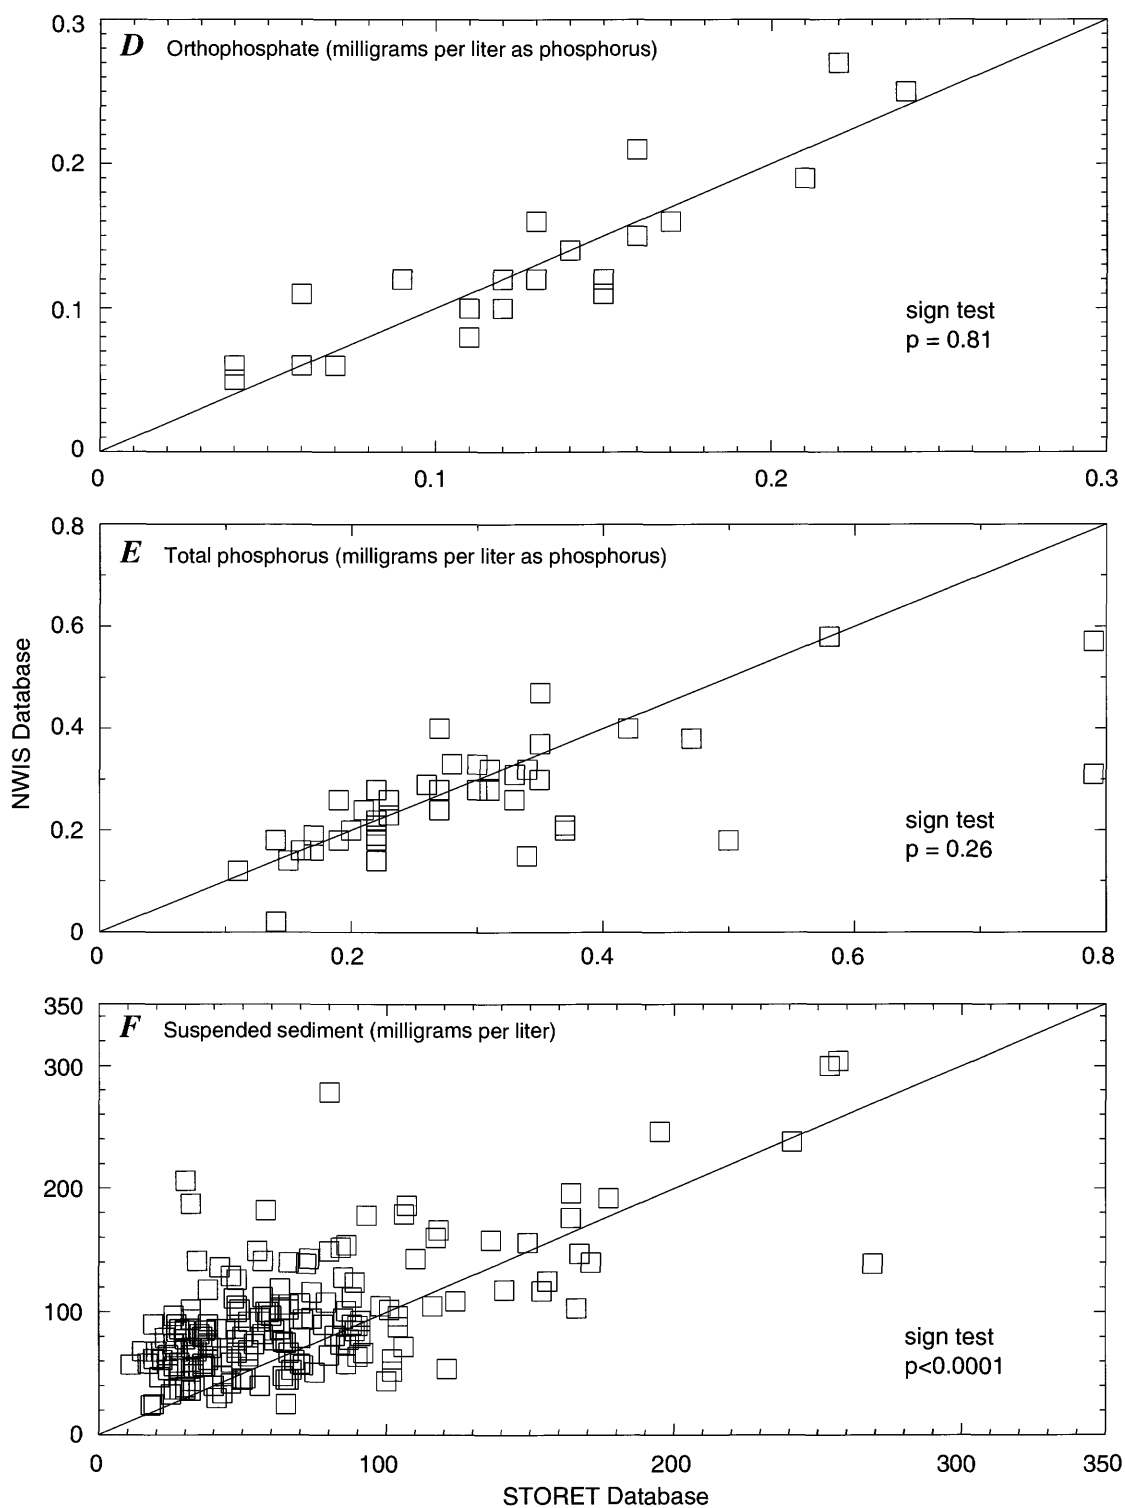 0.3
D Orthophosphate (milligrams per liter as phosphorus)
0.2
0.1
sign test
p = 0.81
0
0 0.1 0.2 0.3
0.8
E Total phosphorus (milligrams per liter as phosphorus)
0.6
0.4
0.2
sign test
p = 0.26
0
0 0.2 0.4 0.6 0.8
NWIS Database
350
F Suspended sediment (milligrams per liter)
300
200
100
sign test
p<0.0001
0
0 100 200 300 350
STORET Database